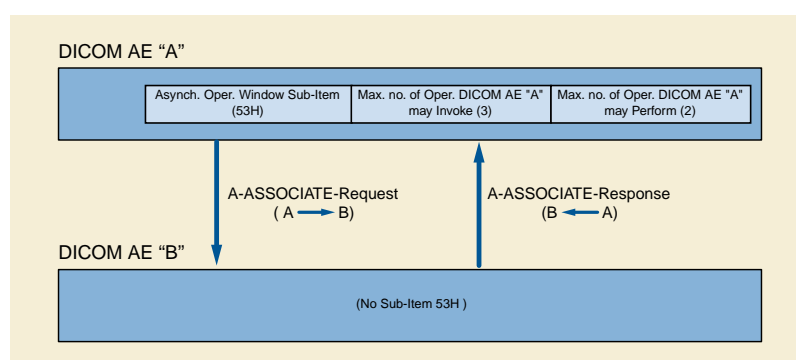 DICOM AE “A”
Asynch. Oper. Window Sub-Item
(53H)
Max. no. of Oper. DICOM AE "A"
may Invoke (3)
Max. no. of Oper. DICOM AE "A"
may Perform (2)
A-ASSOCIATE-Request
( A → B)
A-ASSOCIATE-Response
(B ← A)
DICOM AE “B”
(No Sub-Item 53H )